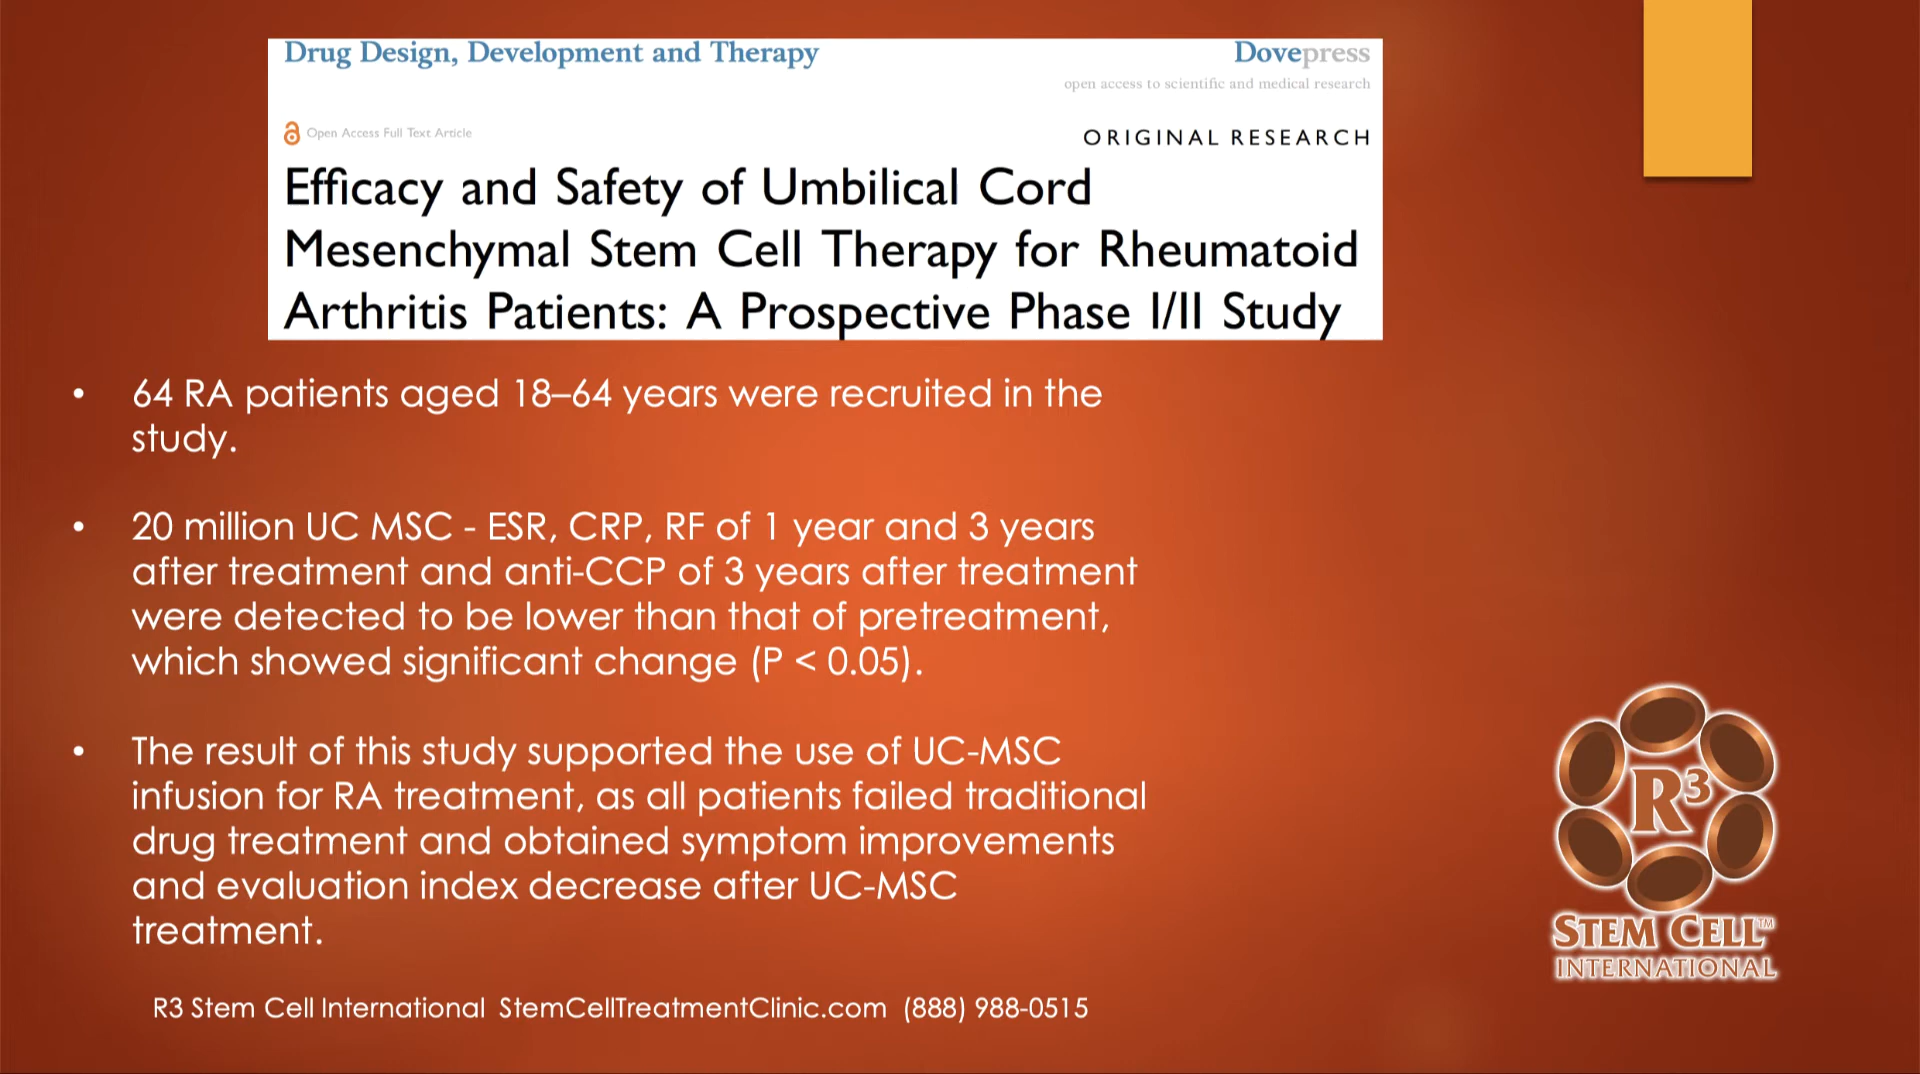 Drug Design, Development and Therapy
Dovepress
open access to scientific and medical research
Open Access Full Text Article
ORIGINAL RESEARCH
Efficacy and Safety of Umbilical Cord
Mesenchymal Stem Cell Therapy for Rheumatoid
Arthritis Patients: A Prospective Phase I/II Study
• 64 RA patients aged 18–64 years were recruited in the
study.
• 20 million UC MSC - ESR, CRP, RF of 1 year and 3 years
after treatment and anti-CCP of 3 years after treatment
were detected to be lower than that of pretreatment,
which showed significant change (P < 0.05).
• The result of this study supported the use of UC-MSC
infusion for RA treatment, as all patients failed traditional
drug treatment and obtained symptom improvements
and evaluation index decrease after UC-MSC
treatment.
R3 Stem Cell International StemCellTreatmentClinic.com (888) 988-0515
R³
STEM CELL™
INTERNATIONAL